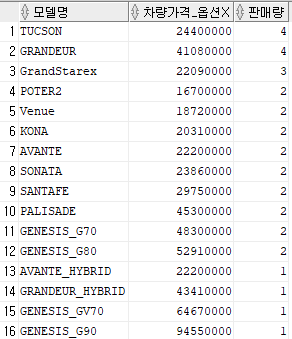 모델명 차량가격_옵션X 판매량
1 TUCSON 24400000 4
2 GRANDEUR 41080000 4
3 GrandStarex 22090000 3
4 POTER2 16700000 2
5 Venue 18720000 2
6 KONA 20310000 2
7 AVANTE 22200000 2
8 SONATA 23860000 2
9 SANTAFE 29750000 2
10 PALISADE 45300000 2
11 GENESIS_G70 48300000 2
12 GENESIS_G80 52910000 2
13 AVANTE_HYBRID 22200000 1
14 GRANDEUR_HYBRID 43410000 1
15 GENESIS_GV70 64670000 1
16 GENESIS_G90 94550000 1